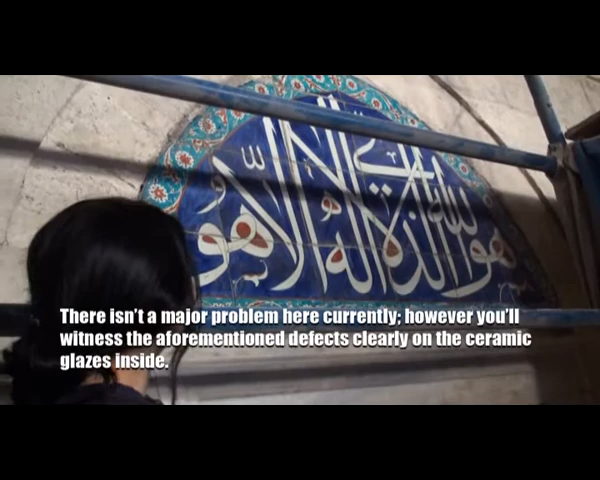 هو الله الذي لا اله الا هو
There isn't a major problem here currently; however you'll
witness the aforementioned defects clearly on the ceramic
glazes inside.